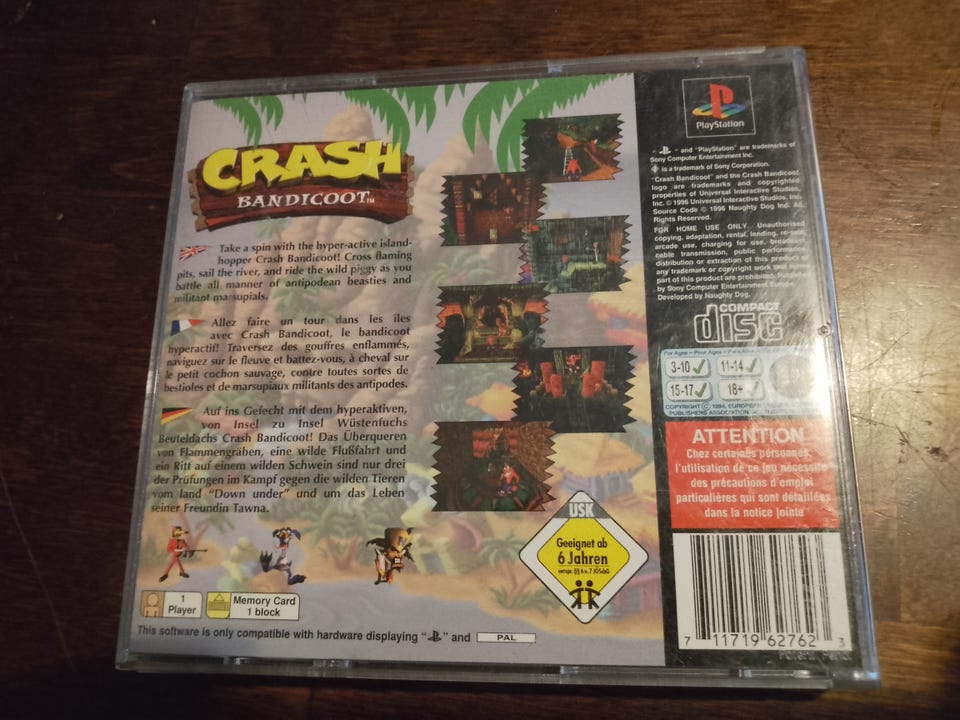 CRASH
BANDICOOT™
Take a spin with the hyper-active island-
hopper Crash Bandicoot! Cross flaming
pits, sail the river, and ride the wild piggy as you
battle all manner of antipodean beasties and
militant marsupials.
Allez faire un tour dans les îles
avec Crash Bandicoot, le bandicoot
hyperactif! Traversez des gouffres enflammés,
naviguez sur le fleuve et battez-vous, à cheval sur
le petit cochon sauvage, contre toutes sortes de
bestioles et de marsupiaux militants des antipodes.
Auf ins Gefecht mit dem hyperaktiven,
von Insel zu Insel Wüstenfuchs
Beuteldachs Crash Bandicoot! Das Überqueren
von Flammengräben, eine wilde Flußfahrt und
ein Ritt auf einem wilden Schwein sind nur drei
der Prüfungen im Kampf gegen die wilden Tieren
vom land "Down under" und um das Leben
seiner Freundin Tawna.
1
Player
Memory Card
1 block
This software is only compatible with hardware displaying " " and PAL
USK
Geeignet ab
6 Jahren
PlayStation
" " and "PlayStation" are trademarks of
Sony Computer Entertainment Inc.
is a trademark of Sony Corporation.
"Crash Bandicoot" and the Crash Bandicoot
logo are trademarks and copyrighted
properties of Universal Interactive Studios,
Inc. © 1996 Universal Interactive Studios, Inc.
Source Code © 1996 Naughty Dog Inc. All
Rights Reserved.
FOR HOME USE ONLY. Unauthorised
copying, adaptation, rental, lending, re-sale,
arcade use, charging for use, broadcast,
cable transmission, public performance,
distribution or extraction of this product or
any trademark or copyright work that forms
part of this product are prohibited. Published
by Sony Computer Entertainment Europe.
Developed by Naughty Dog.
COMPACT
disc
For Ages - Pour Ages
3-10 11-14
15-17 18+
COPYRIGHT © 1994, EUROPEAN
PUBLISHERS ASSOCIATION
ATTENTION
Chez certaines personnes,
l'utilisation de ce jeu nécessite
des précautions d'emploi
particulières qui sont détaillées
dans la notice jointe
7 11719 62762 3